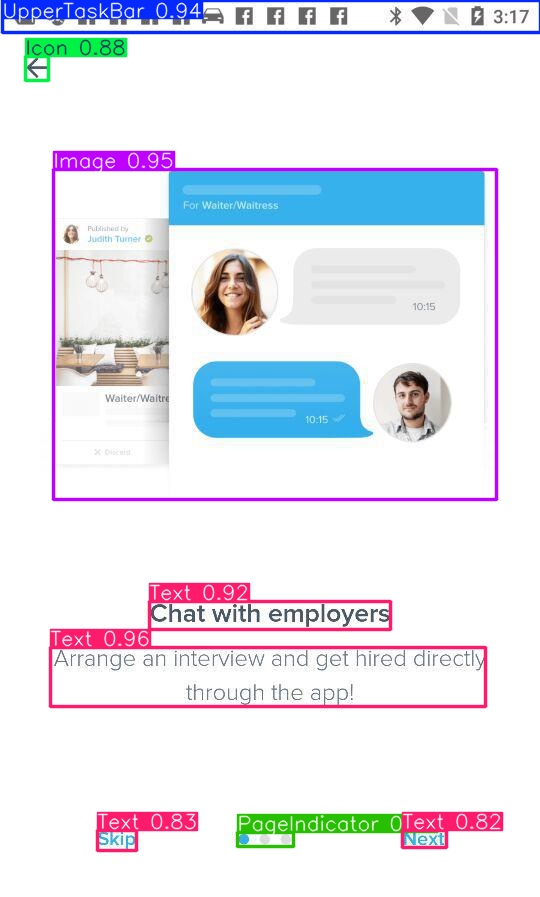 UpperTaskBar 0.94
3:17
Icon 0.88
Image 0.95
For Waiter/Waitress
Published by
Judith Turner
10:15
Waiter/Waitre
10:15
Discard
Text 0.92
Chat with employers
Text 0.96
Arrange an interview and get hired directly
through the app!
Text 0.83
PageIndicator 0
Text 0.82
Skip
Next